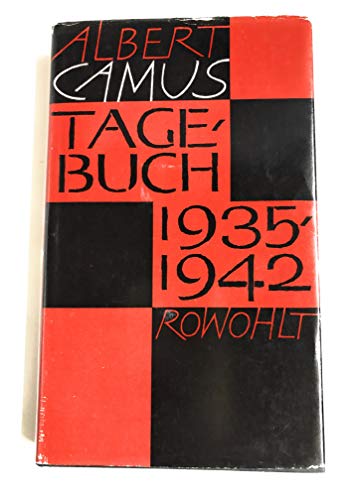 ALBERT
CAMUS
TAGE-
BUCH
1935-
1942
ROWOHLT